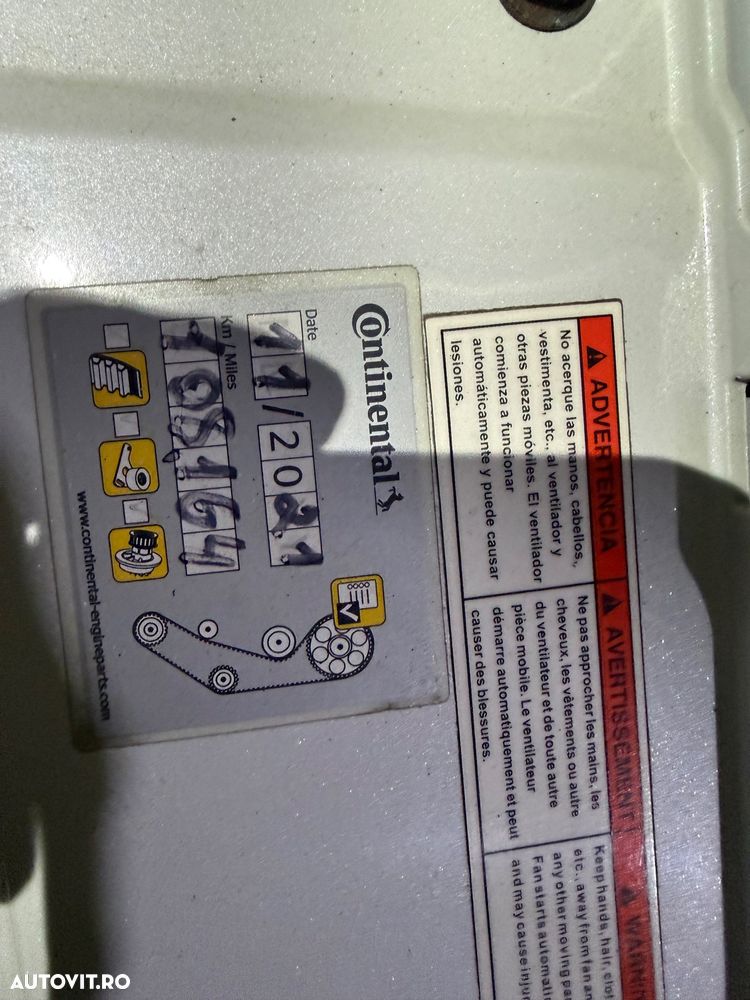 Continental
Date
11/2021
Km / Miles
108164
www.continental-engineparts.com
ADVERTENCIA
No acerque las manos, cabellos,
vestimenta, etc., al ventilador y
otras piezas móviles. El ventilador
comienza a funcionar
automáticamente y puede causar
lesiones.
AVERTISSEMENT
Ne pas approcher les mains, les
cheveux, les vêtements ou autre
du ventilateur et de toute autre
pièce mobile. Le ventilateur
démarre automatiquement et peut
causer des blessures.
Keep hands, hair,
etc., away from fan
any other moving
Fan starts
and may cause
AUTOVIT.RO